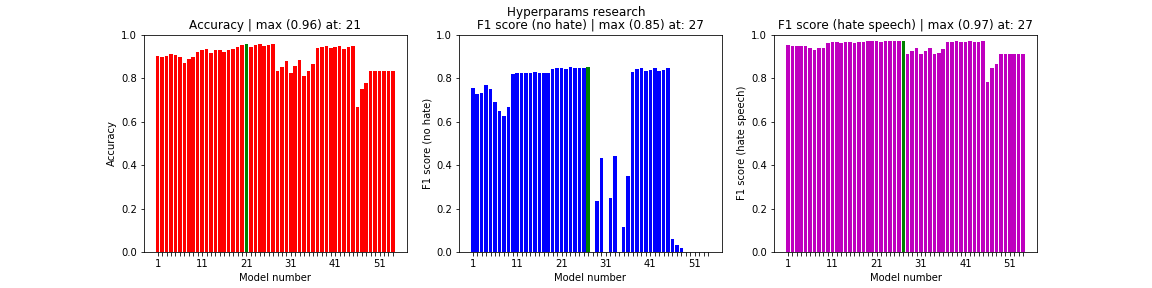 Hyperparams research
Accuracy | max (0.96) at: 21
1.0
0.8
0.6
0.4
0.2
0.0
Accuracy
1 11 21 31 41 51
Model number
F1 score (no hate) | max (0.85) at: 27
1.0
0.8
0.6
0.4
0.2
0.0
F1 score (no hate)
1 11 21 31 41 51
Model number
F1 score (hate speech) | max (0.97) at: 27
1.0
0.8
0.6
0.4
0.2
0.0
F1 score (hate speech)
1 11 21 31 41 51
Model number